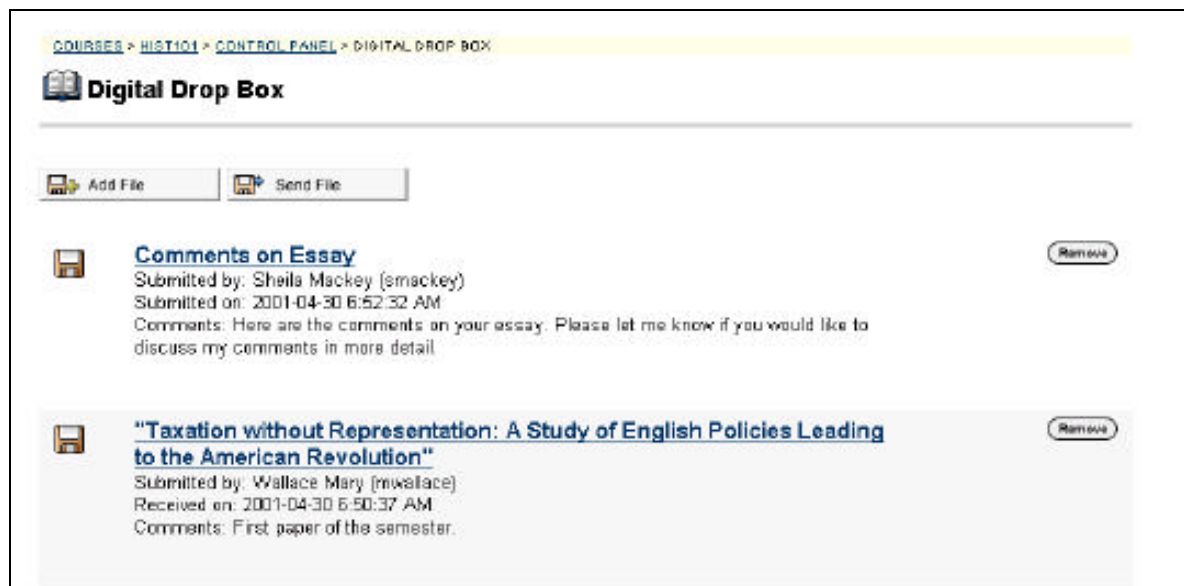 COURSES > HIST101 > CONTROL PANEL > DIGITAL DROP BOX
Digital Drop Box
Add File Send File
Comments on Essay Remove
Submitted by: Sheila Mackey (smackey)
Submitted on: 2001-04-30 6:52:32 AM
Comments: Here are the comments on your essay. Please let me know if you would like to
discuss my comments in more detail
"Taxation without Representation: A Study of English Policies Leading Remove
to the American Revolution"
Submitted by: Wallace Mary (mwallace)
Received on: 2001-04-30 6:50:37 AM
Comments: First paper of the semester.